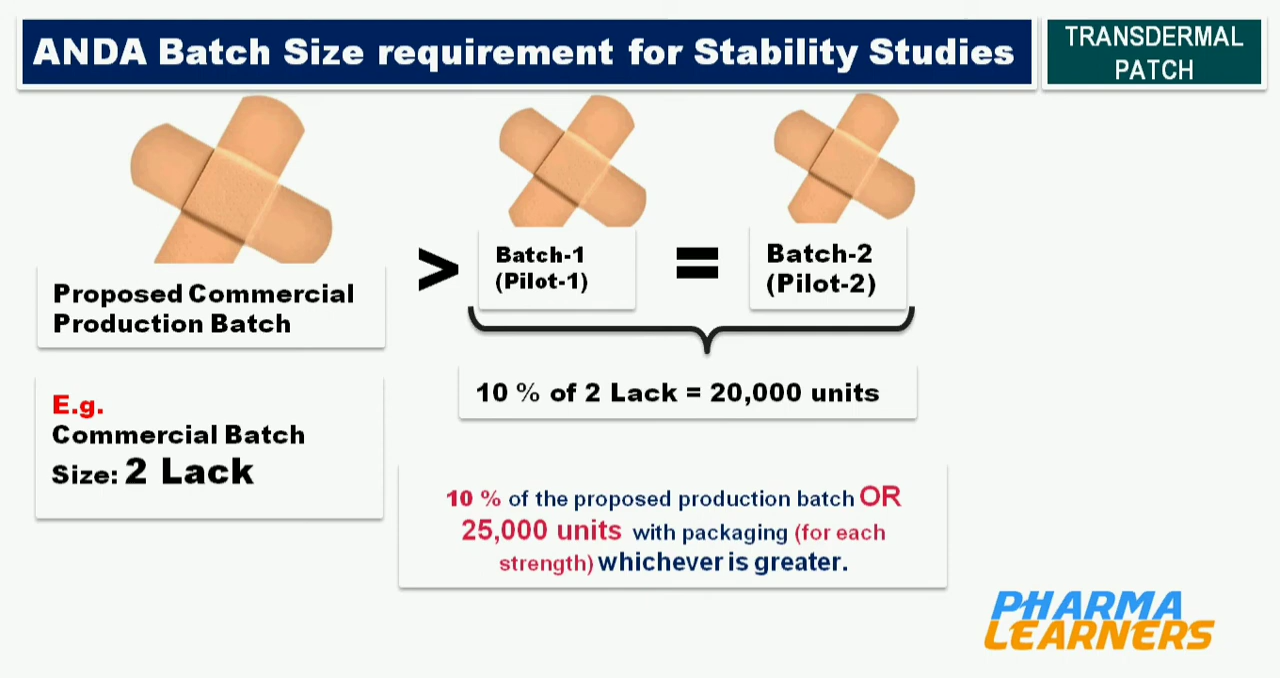 ANDA Batch Size requirement for Stability Studies
TRANSDERMAL
PATCH
Proposed Commercial
Production Batch
>
Batch-1
(Pilot-1)
=
Batch-2
(Pilot-2)
10 % of 2 Lack = 20,000 units
E.g.
Commercial Batch
Size: 2 Lack
10 % of the proposed production batch OR
25,000 units with packaging (for each
strength) whichever is greater.
PHARMA
LEARNERS